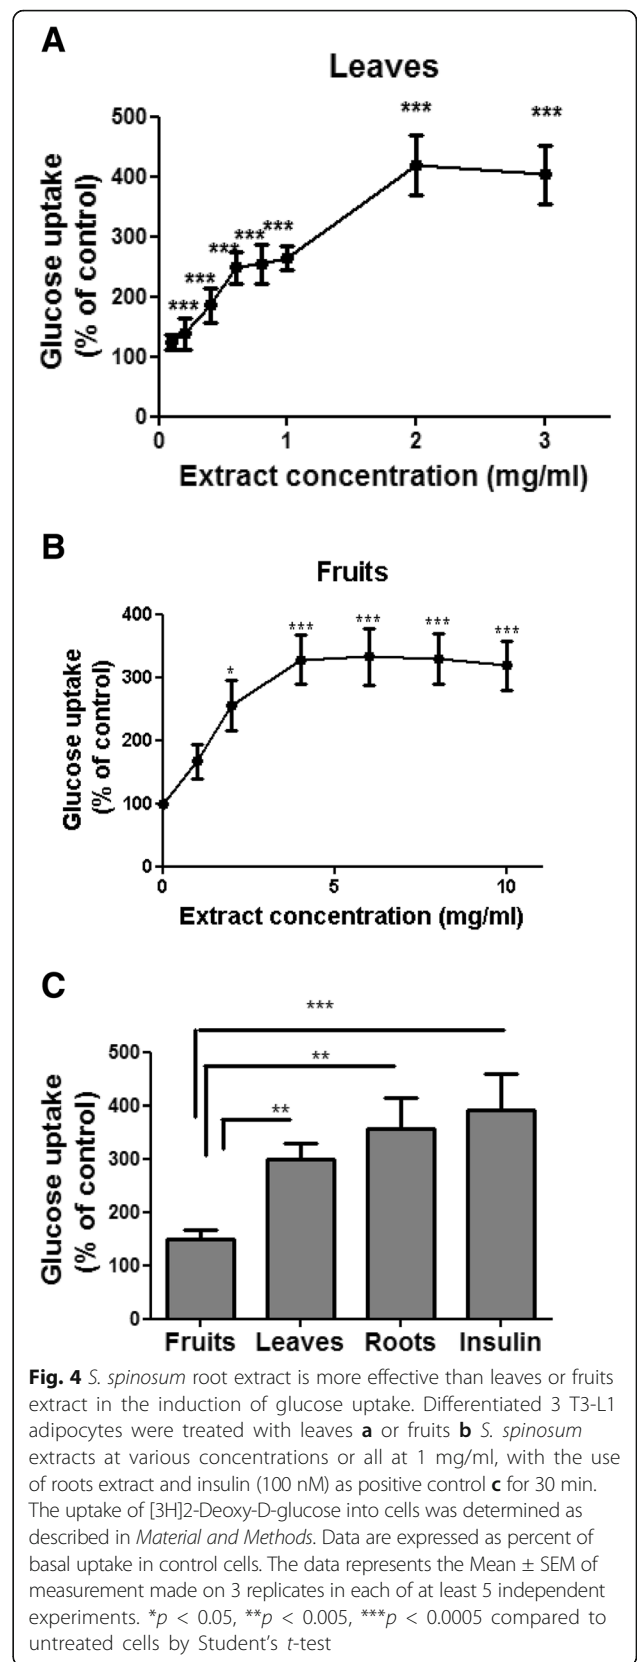 A
Leaves
500
400
300
200
100
0
Glucose uptake
(% of control)
***
***
***
***
***
***
***
0
1
2
3
Extract concentration (mg/ml)
B
Fruits
400
300
200
100
0
Glucose uptake
(% of control)
*
***
***
***
***
0
5
10
Extract concentration (mg/ml)
C
***
**
**
500
400
300
200
100
0
Glucose uptake
(% of control)
Fruits Leaves Roots Insulin
Fig. 4 S. spinosum root extract is more effective than leaves or fruits
extract in the induction of glucose uptake. Differentiated 3 T3-L1
adipocytes were treated with leaves a or fruits b S. spinosum
extracts at various concentrations or all at 1 mg/ml, with the use
of roots extract and insulin (100 nM) as positive control c for 30 min.
The uptake of [3H]2-Deoxy-D-glucose into cells was determined as
described in Material and Methods. Data are expressed as percent of
basal uptake in control cells. The data represents the Mean ± SEM of
measurement made on 3 replicates in each of at least 5 independent
experiments. *p < 0.05, **p < 0.005, ***p < 0.0005 compared to
untreated cells by Student's t-test